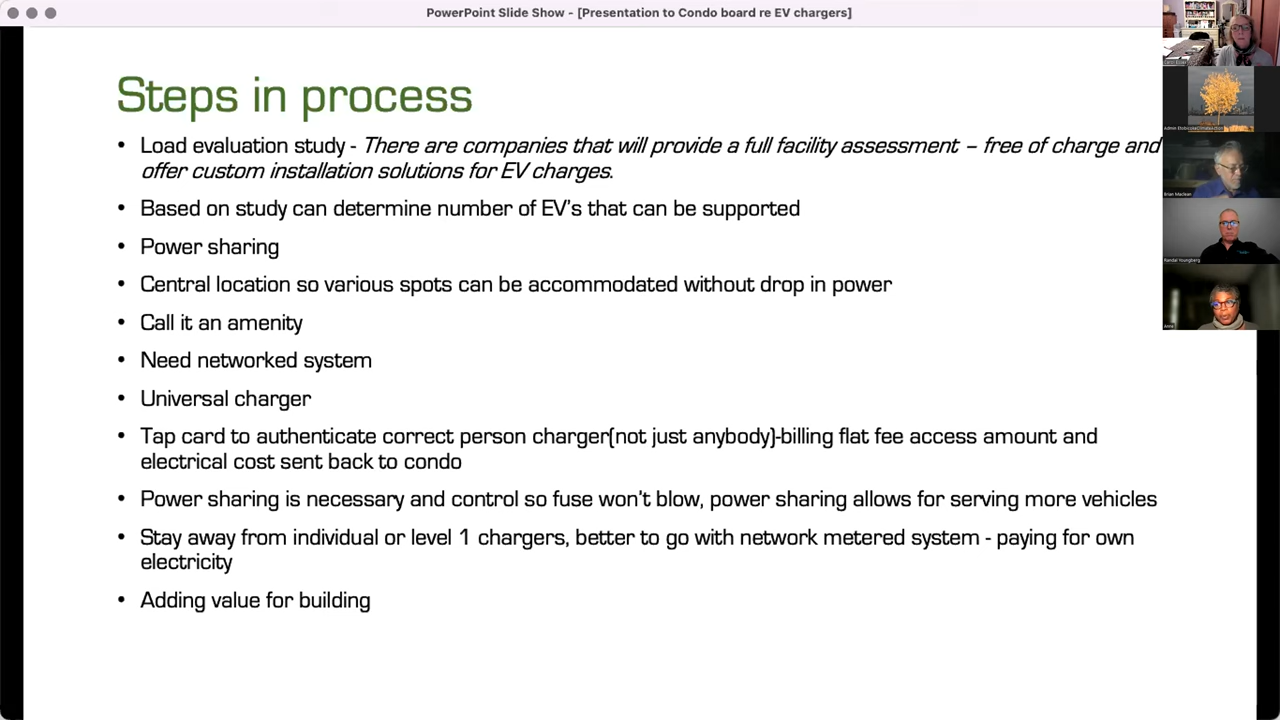 PowerPoint Slide Show - [Presentation to Condo board re EV chargers]
Steps in process
• Load evaluation study - There are companies that will provide a full facility assessment – free of charge and
offer custom installation solutions for EV charges.
• Based on study can determine number of EV's that can be supported
• Power sharing
• Central location so various spots can be accommodated without drop in power
• Call it an amenity
• Need networked system
• Universal charger
• Tap card to authenticate correct person charger(not just anybody)-billing flat fee access amount and
electrical cost sent back to condo
• Power sharing is necessary and control so fuse won't blow, power sharing allows for serving more vehicles
• Stay away from individual or level 1 chargers, better to go with network metered system - paying for own
electricity
• Adding value for building
Brian Maclean
Randal Youngberg
Anne